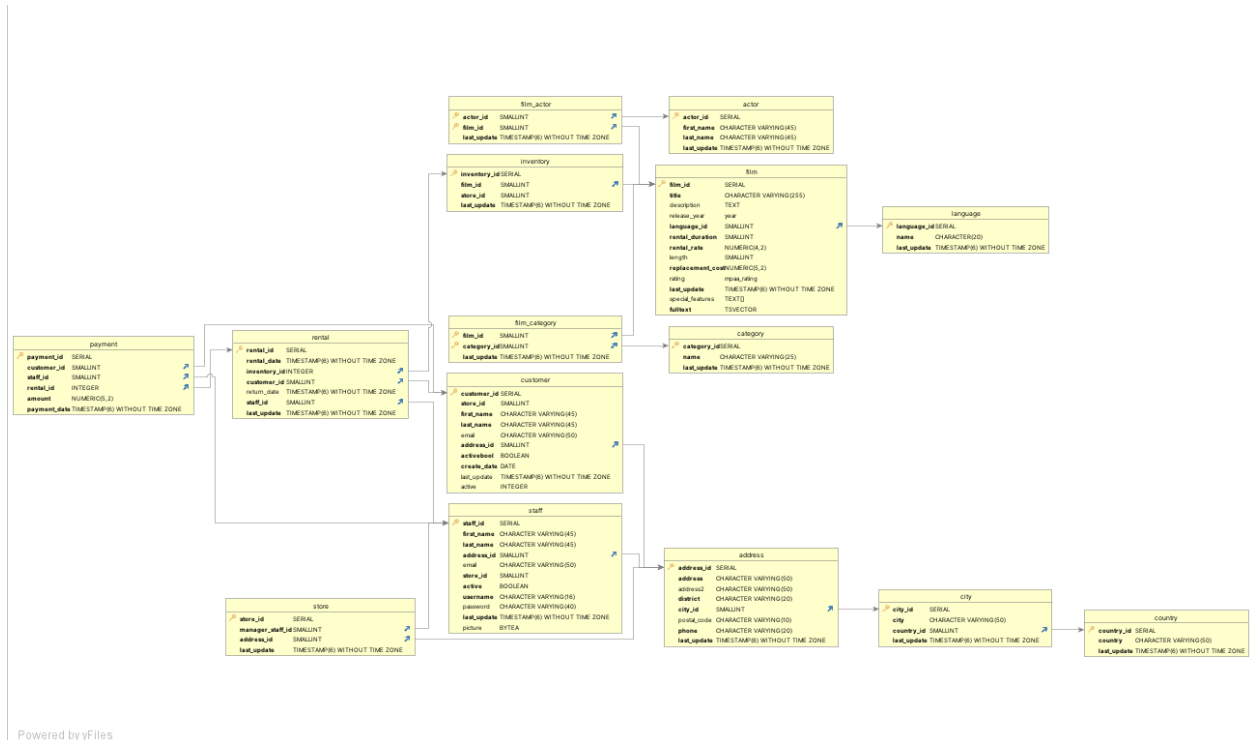 film_actor
actor_id SMALLINT
film_id SMALLINT
last_update TIMESTAMP(6) WITHOUT TIME ZONE
actor
actor_id SERIAL
first_name CHARACTER VARYING(45)
last_name CHARACTER VARYING(45)
last_update TIMESTAMP(6) WITHOUT TIME ZONE
inventory
inventory_id SERIAL
film_id SMALLINT
store_id SMALLINT
last_update TIMESTAMP(6) WITHOUT TIME ZONE
film
film_id SERIAL
title CHARACTER VARYING(255)
description TEXT
release_year year
language_id SMALLINT
rental_duration SMALLINT
rental_rate NUMERIC(4,2)
length SMALLINT
replacement_cost NUMERIC(5,2)
rating mpaa_rating
last_update TIMESTAMP(6) WITHOUT TIME ZONE
special_features TEXT[]
fulltext TSVECTOR
language
language_id SERIAL
name CHARACTER(20)
last_update TIMESTAMP(6) WITHOUT TIME ZONE
film_category
film_id SMALLINT
category_id SMALLINT
last_update TIMESTAMP(6) WITHOUT TIME ZONE
category
category_id SERIAL
name CHARACTER VARYING(25)
last_update TIMESTAMP(6) WITHOUT TIME ZONE
payment
payment_id SERIAL
customer_id SMALLINT
staff_id SMALLINT
rental_id INTEGER
amount NUMERIC(5,2)
payment_date TIMESTAMP(6) WITHOUT TIME ZONE
rental
rental_id SERIAL
rental_date TIMESTAMP(6) WITHOUT TIME ZONE
inventory_id INTEGER
customer_id SMALLINT
return_date TIMESTAMP(6) WITHOUT TIME ZONE
staff_id SMALLINT
last_update TIMESTAMP(6) WITHOUT TIME ZONE
customer
customer_id SERIAL
store_id SMALLINT
first_name CHARACTER VARYING(45)
last_name CHARACTER VARYING(45)
email CHARACTER VARYING(50)
address_id SMALLINT
activebool BOOLEAN
create_date DATE
last_update TIMESTAMP(6) WITHOUT TIME ZONE
active INTEGER
staff
staff_id SERIAL
first_name CHARACTER VARYING(45)
last_name CHARACTER VARYING(45)
address_id SMALLINT
email CHARACTER VARYING(50)
store_id SMALLINT
active BOOLEAN
username CHARACTER VARYING(16)
password CHARACTER VARYING(40)
last_update TIMESTAMP(6) WITHOUT TIME ZONE
picture BYTEA
store
store_id SERIAL
manager_staff_id SMALLINT
address_id SMALLINT
last_update TIMESTAMP(6) WITHOUT TIME ZONE
address
address_id SERIAL
address CHARACTER VARYING(50)
address2 CHARACTER VARYING(50)
district CHARACTER VARYING(20)
city_id SMALLINT
postal_code CHARACTER VARYING(10)
phone CHARACTER VARYING(20)
last_update TIMESTAMP(6) WITHOUT TIME ZONE
city
city_id SERIAL
city CHARACTER VARYING(50)
country_id SMALLINT
last_update TIMESTAMP(6) WITHOUT TIME ZONE
country
country_id SERIAL
country CHARACTER VARYING(50)
last_update TIMESTAMP(6) WITHOUT TIME ZONE
Powered by yFiles